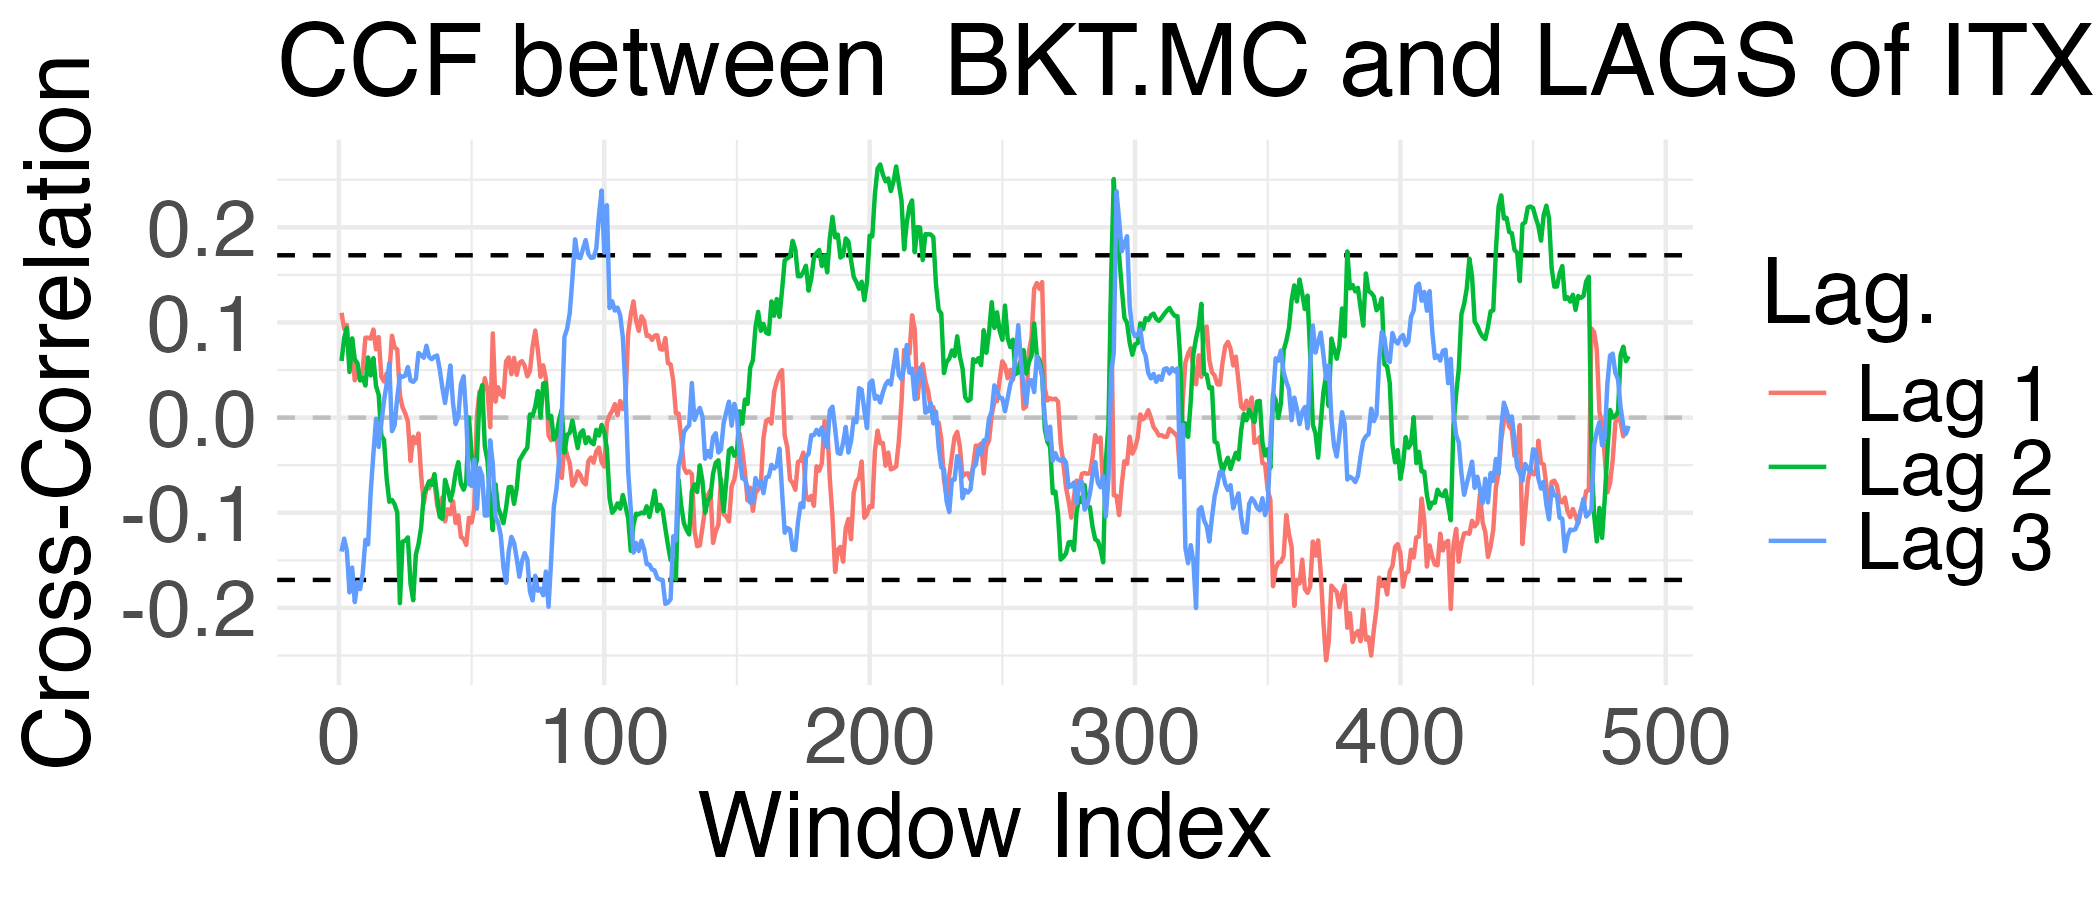 CCF between  BKT.MC and LAGS of ITX
Cross-Correlation
0.2
0.1
0.0
-0.1
-0.2
0 100 200 300 400 500
Window Index
Lag.
Lag 1
Lag 2
Lag 3